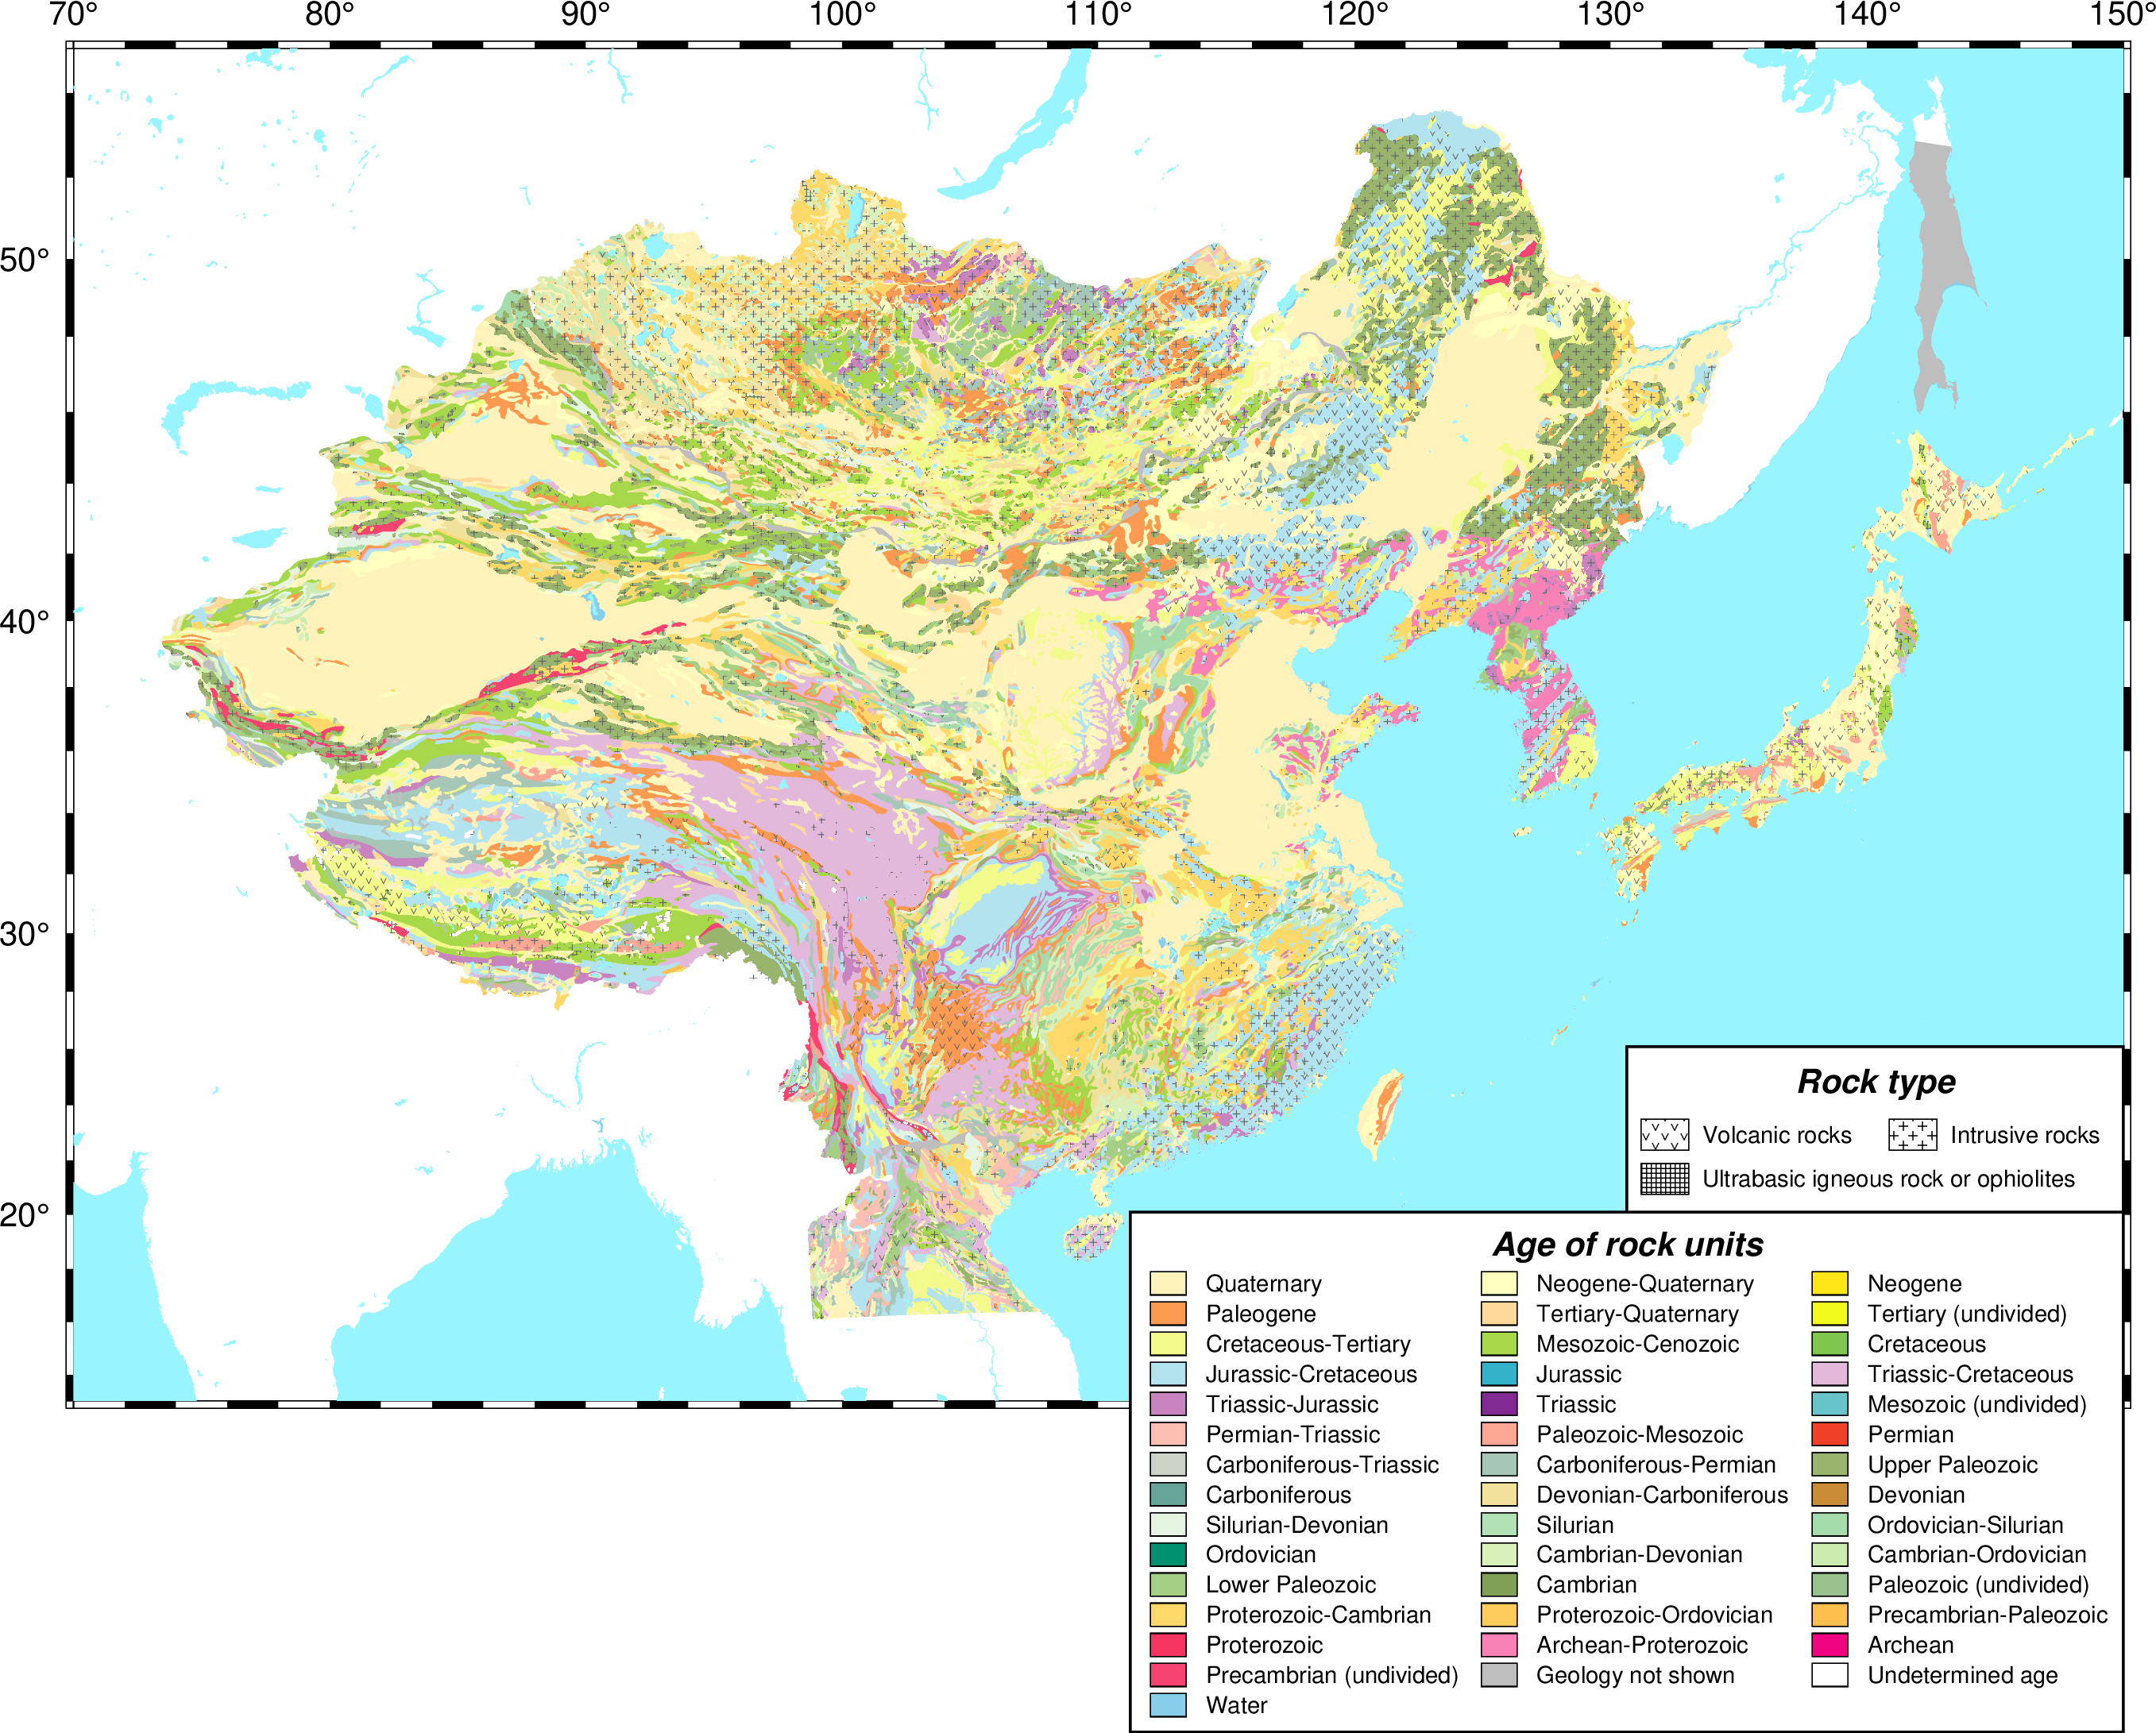 70° 80° 90° 100° 110° 120° 130° 140° 150°
50°
40°
30°
20°
Rock type
Volcanic rocks Intrusive rocks
Ultrabasic igneous rock or ophiolites
Age of rock units
Quaternary Neogene-Quaternary Neogene
Paleogene Tertiary-Quaternary Tertiary (undivided)
Cretaceous-Tertiary Mesozoic-Cenozoic Cretaceous
Jurassic-Cretaceous Jurassic Triassic-Cretaceous
Triassic-Jurassic Triassic Mesozoic (undivided)
Permian-Triassic Paleozoic-Mesozoic Permian
Carboniferous-Triassic Carboniferous-Permian Upper Paleozoic
Carboniferous Devonian-Carboniferous Devonian
Silurian-Devonian Silurian Ordovician-Silurian
Ordovician Cambrian-Devonian Cambrian-Ordovician
Lower Paleozoic Cambrian Paleozoic (undivided)
Proterozoic-Cambrian Proterozoic-Ordovician Precambrian-Paleozoic
Proterozoic Archean-Proterozoic Archean
Precambrian (undivided) Geology not shown Undetermined age
Water